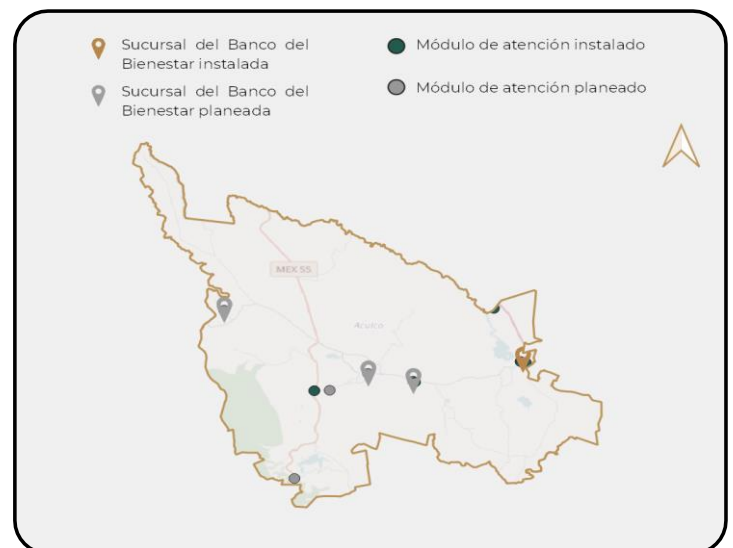 Sucursal del Banco del
Bienestar instalada
Sucursal del Banco del
Bienestar planeada
Módulo de atención instalado
Módulo de atención planeado
MEX 55
Aculco